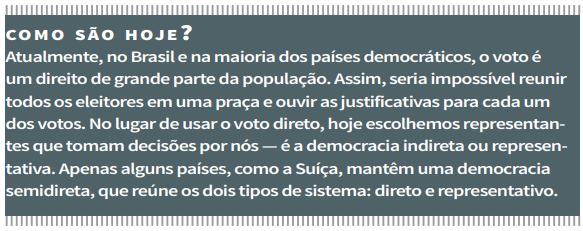 COMO SÃO HOJE?
Atualmente, no Brasil e na maioria dos países democráticos, o voto é
um direito de grande parte da população. Assim, seria impossível reunir
todos os eleitores em uma praça e ouvir as justificativas para cada um
dos votos. No lugar de usar o voto direto, hoje escolhemos representan-
tes que tomam decisões por nós — é a democracia indireta ou represen-
tativa. Apenas alguns países, como a Suíça, mantêm uma democracia
semidireta, que reúne os dois tipos de sistema: direto e representativo.